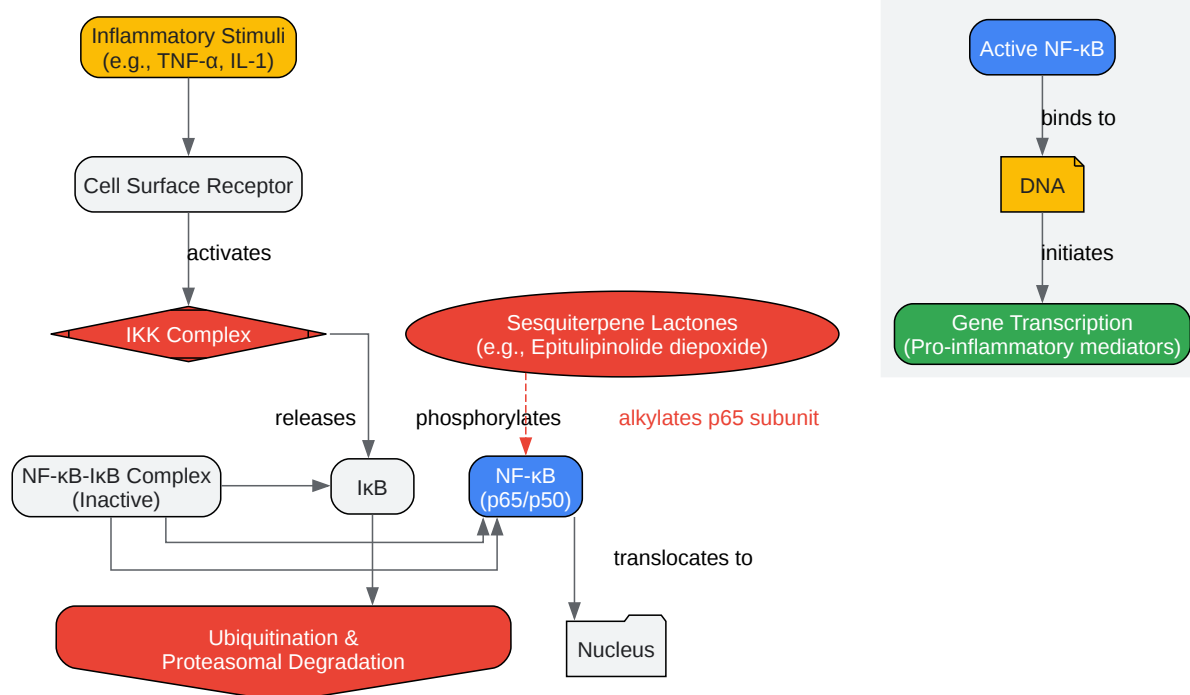 Inflammatory Stimuli
(e.g., TNF-α, IL-1)
Active NF-κB
binds to
Cell Surface Receptor
DNA
activates
initiates
IKK Complex
Sesquiterpene Lactones
(e.g., Epitulipinolide diepoxide)
Gene Transcription
(Pro-inflammatory mediators)
releases
phosphorylates
alkylates p65 subunit
NF-κB-IκB Complex
(Inactive)
IκB
NF-κB
(p65/p50)
translocates to
Ubiquitination &
Proteasomal Degradation
Nucleus